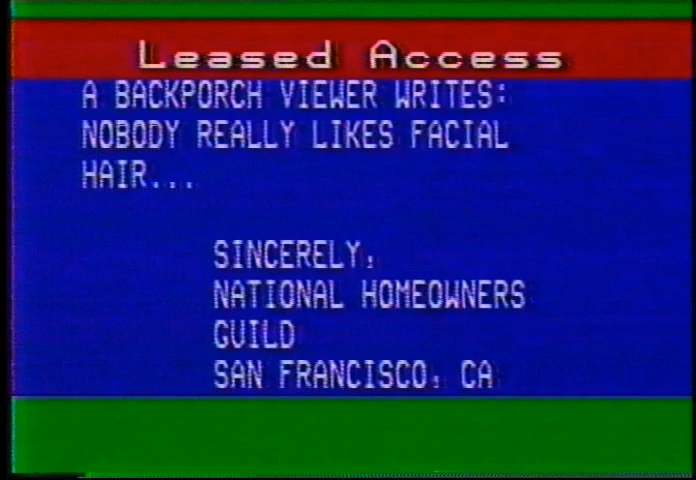 Leased Access
A BACKPORCH VIEWER WRITES:
NOBODY REALLY LIKES FACIAL
HAIR...
SINCERELY,
NATIONAL HOMEOWNERS
GUILD
SAN FRANCISCO, CA